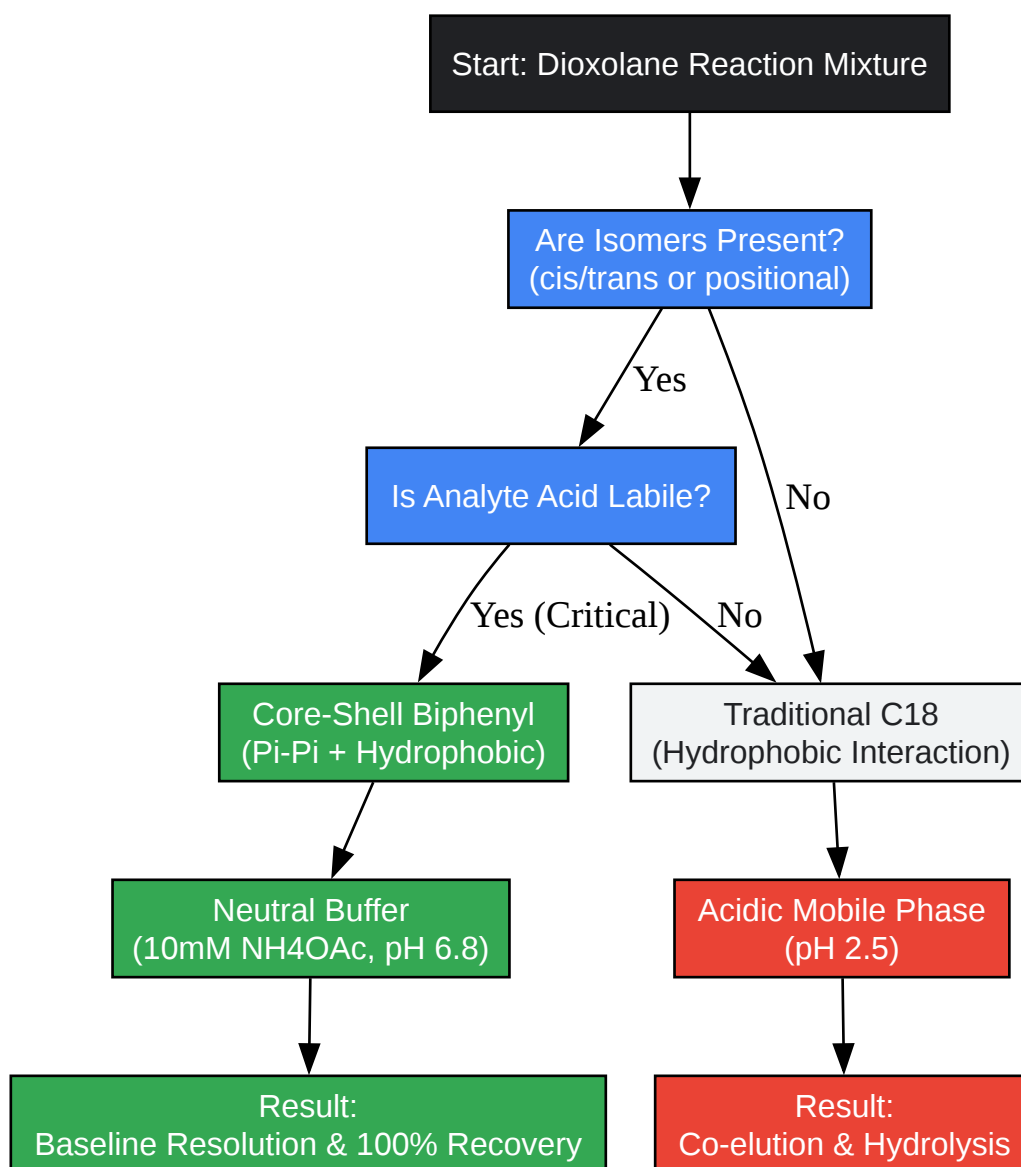 Start: Dioxolane Reaction Mixture
Are Isomers Present?
(cis/trans or positional)
Yes
No
Is Analyte Acid Labile?
Yes (Critical)
No
Core-Shell Biphenyl
(Pi-Pi + Hydrophobic)
Traditional C18
(Hydrophobic Interaction)
Neutral Buffer
(10mM NH4OAc, pH 6.8)
Acidic Mobile Phase
(pH 2.5)
Result:
Baseline Resolution & 100% Recovery
Result:
Co-elution & Hydrolysis